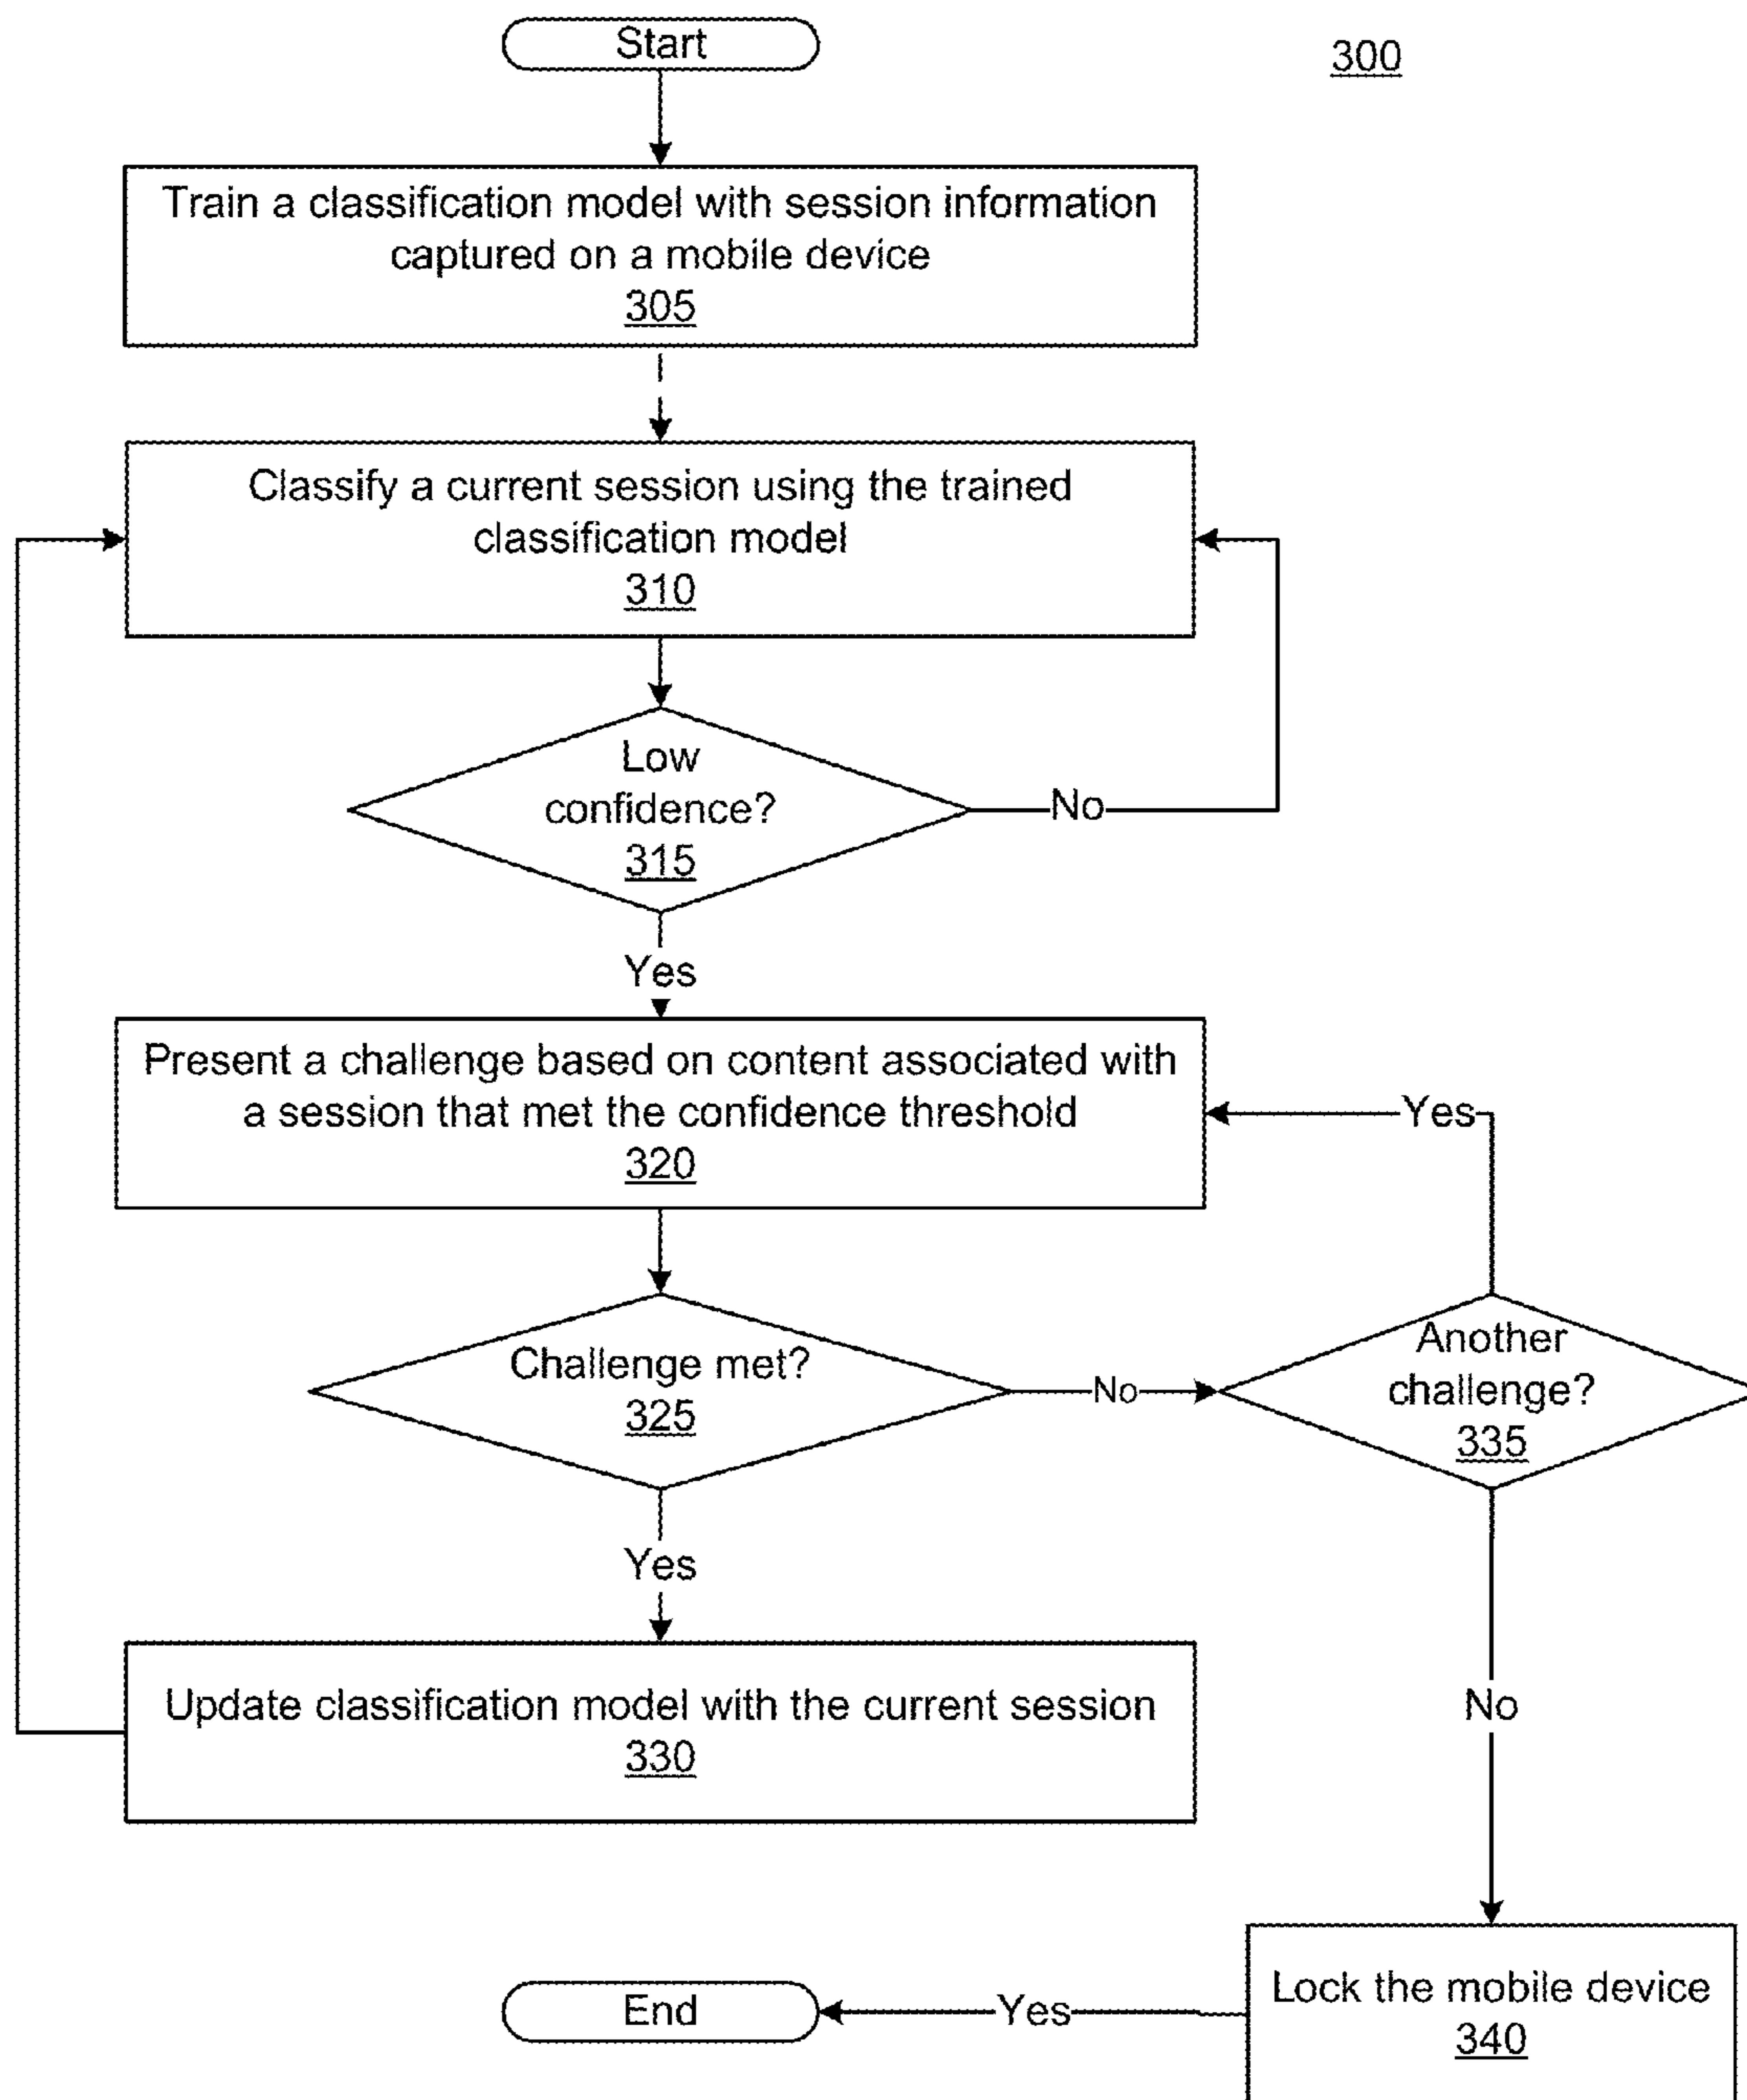 Start
300
Train a classification model with session information
captured on a mobile device
305
Classify a current session using the trained
classification model
310
Low
confidence?
315
No
Yes
Present a challenge based on content associated with
a session that met the confidence threshold
320
Yes
Challenge met?
325
No
Another
challenge?
335
Yes
No
Update classification model with the current session
330
Lock the mobile device
340
Yes
End